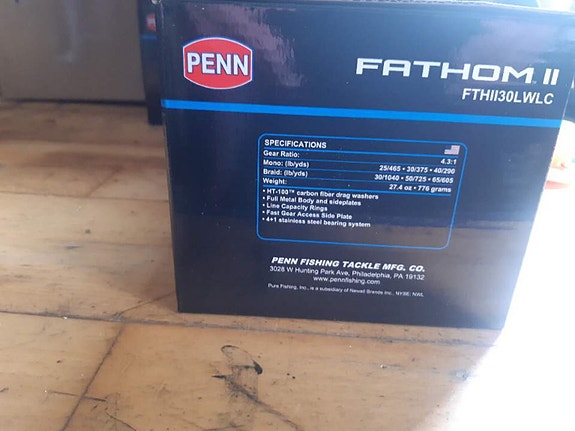 PENN
FATHOM II
FTHII30LWLC
SPECIFICATIONS
Gear Ratio: 4.3:1
Mono: (lb/yds) 25/465 • 30/375 • 40/290
Braid: (lb/yds) 30/1040 • 50/725 • 65/605
Weight: 27.4 oz • 776 grams
• HT-100™ carbon fiber drag washers
• Full Metal Body and sideplates
• Line Capacity Rings
• Fast Gear Access Side Plate
• 4+1 stainless steel bearing system
PENN FISHING TACKLE MFG. CO.
3028 W Hunting Park Ave, Philadelphia, PA 19132
www.pennfishing.com
Pure Fishing, Inc., is a subsidiary of Newell Brands Inc. NYSE: NWL